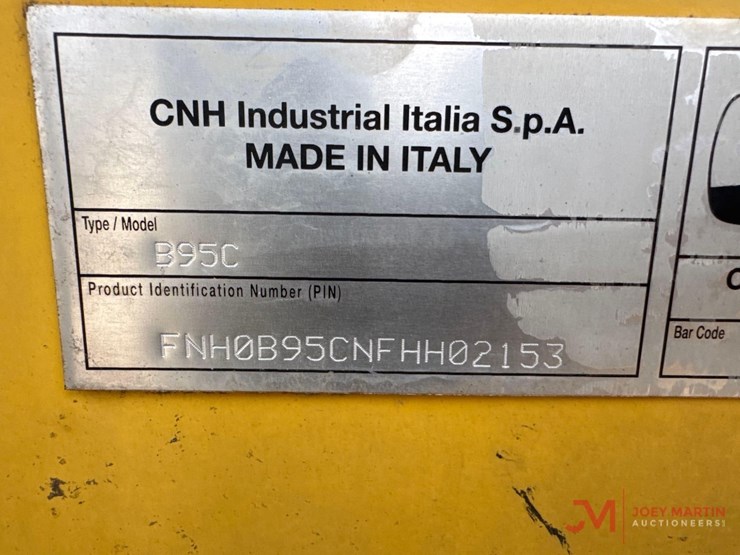 CNH Industrial Italia S.p.A.
MADE IN ITALY
Type / Model
B95C
Product Identification Number (PIN)
FNH0B95CNFHH02153
Bar Code
JM JOEY MARTIN
AUCTIONEERS!